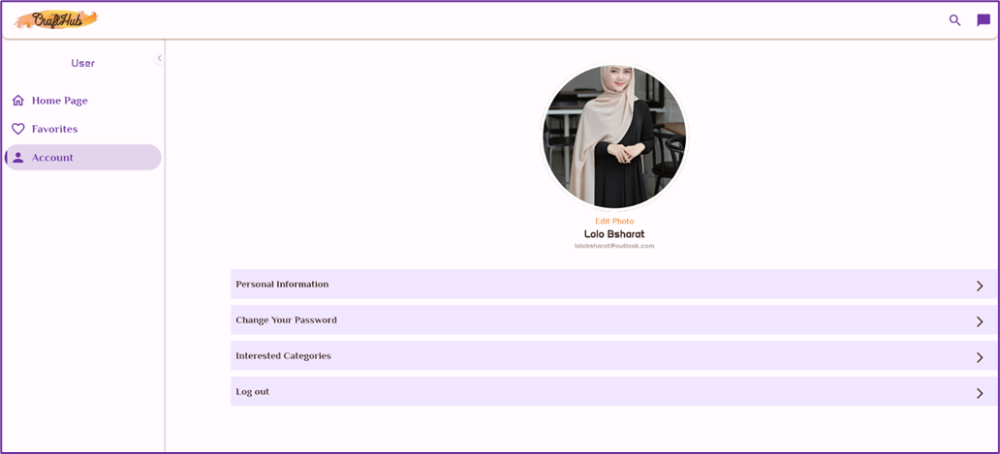 CraftHub
User
Home Page
Favorites
Account
Edit Photo
Lolo Bsharat
lolobsharat@outlook.com
Personal Information
Change Your Password
Interested Categories
Log out